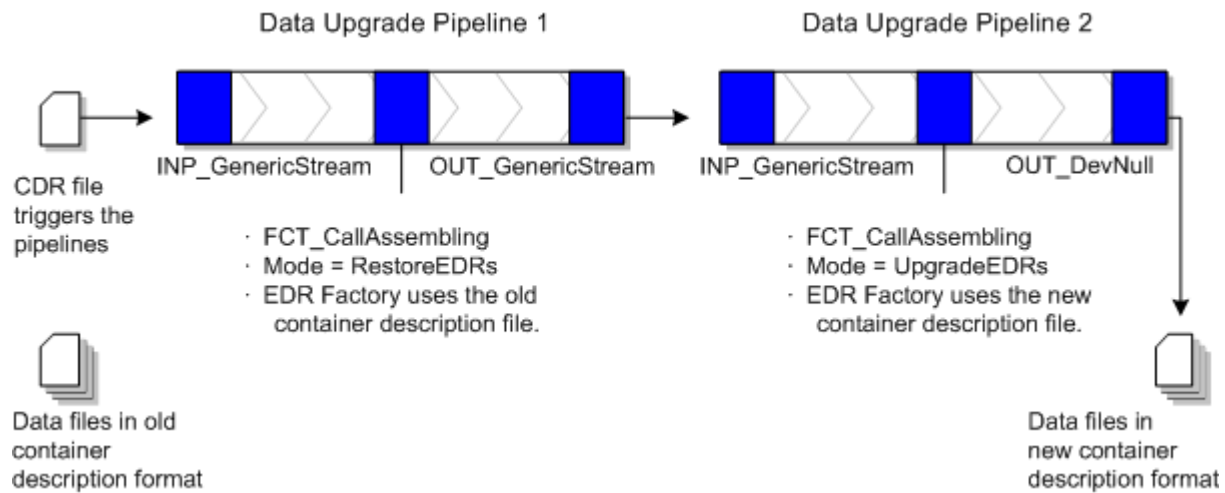 Data Upgrade Pipeline 1
Data Upgrade Pipeline 2
INP_GenericStream
OUT_GenericStream
INP_GenericStream
OUT_DevNull
CDR file
triggers the
pipelines
· FCT_CallAssembling
· Mode = RestoreEDRs
· EDR Factory uses the old
container description file.
· FCT_CallAssembling
· Mode = UpgradeEDRs
· EDR Factory uses the new
container description file.
Data files in old
container
description format
Data files in
new container
description format